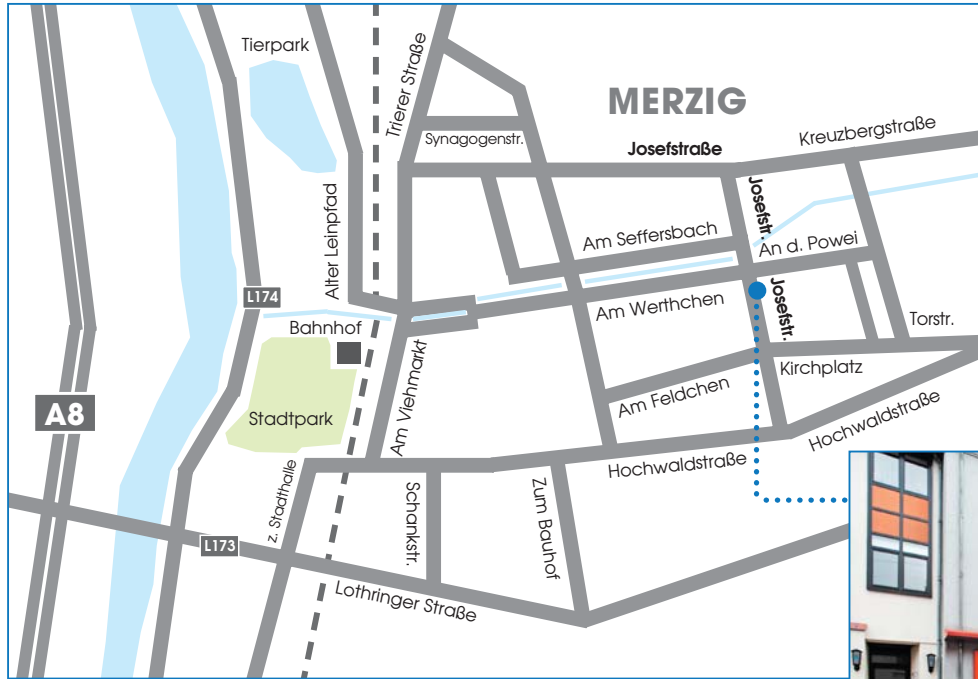 Tierpark
Trierer Straße
MERZIG
Synagogenstr.
Josefstraße
Kreuzbergstraße
Alter Leinpfad
Josefstr.
Am Seffersbach
An d. Powei
L174
Josefstr.
Am Werthchen
Torstr.
Bahnhof
Am Viehmarkt
Kirchplatz
A8
Stadtpark
Am Feldchen
Hochwaldstraße
Hochwaldstraße
z. Stadthalle
Schankstr.
Zum Bauhof
L173
Lothringer Straße